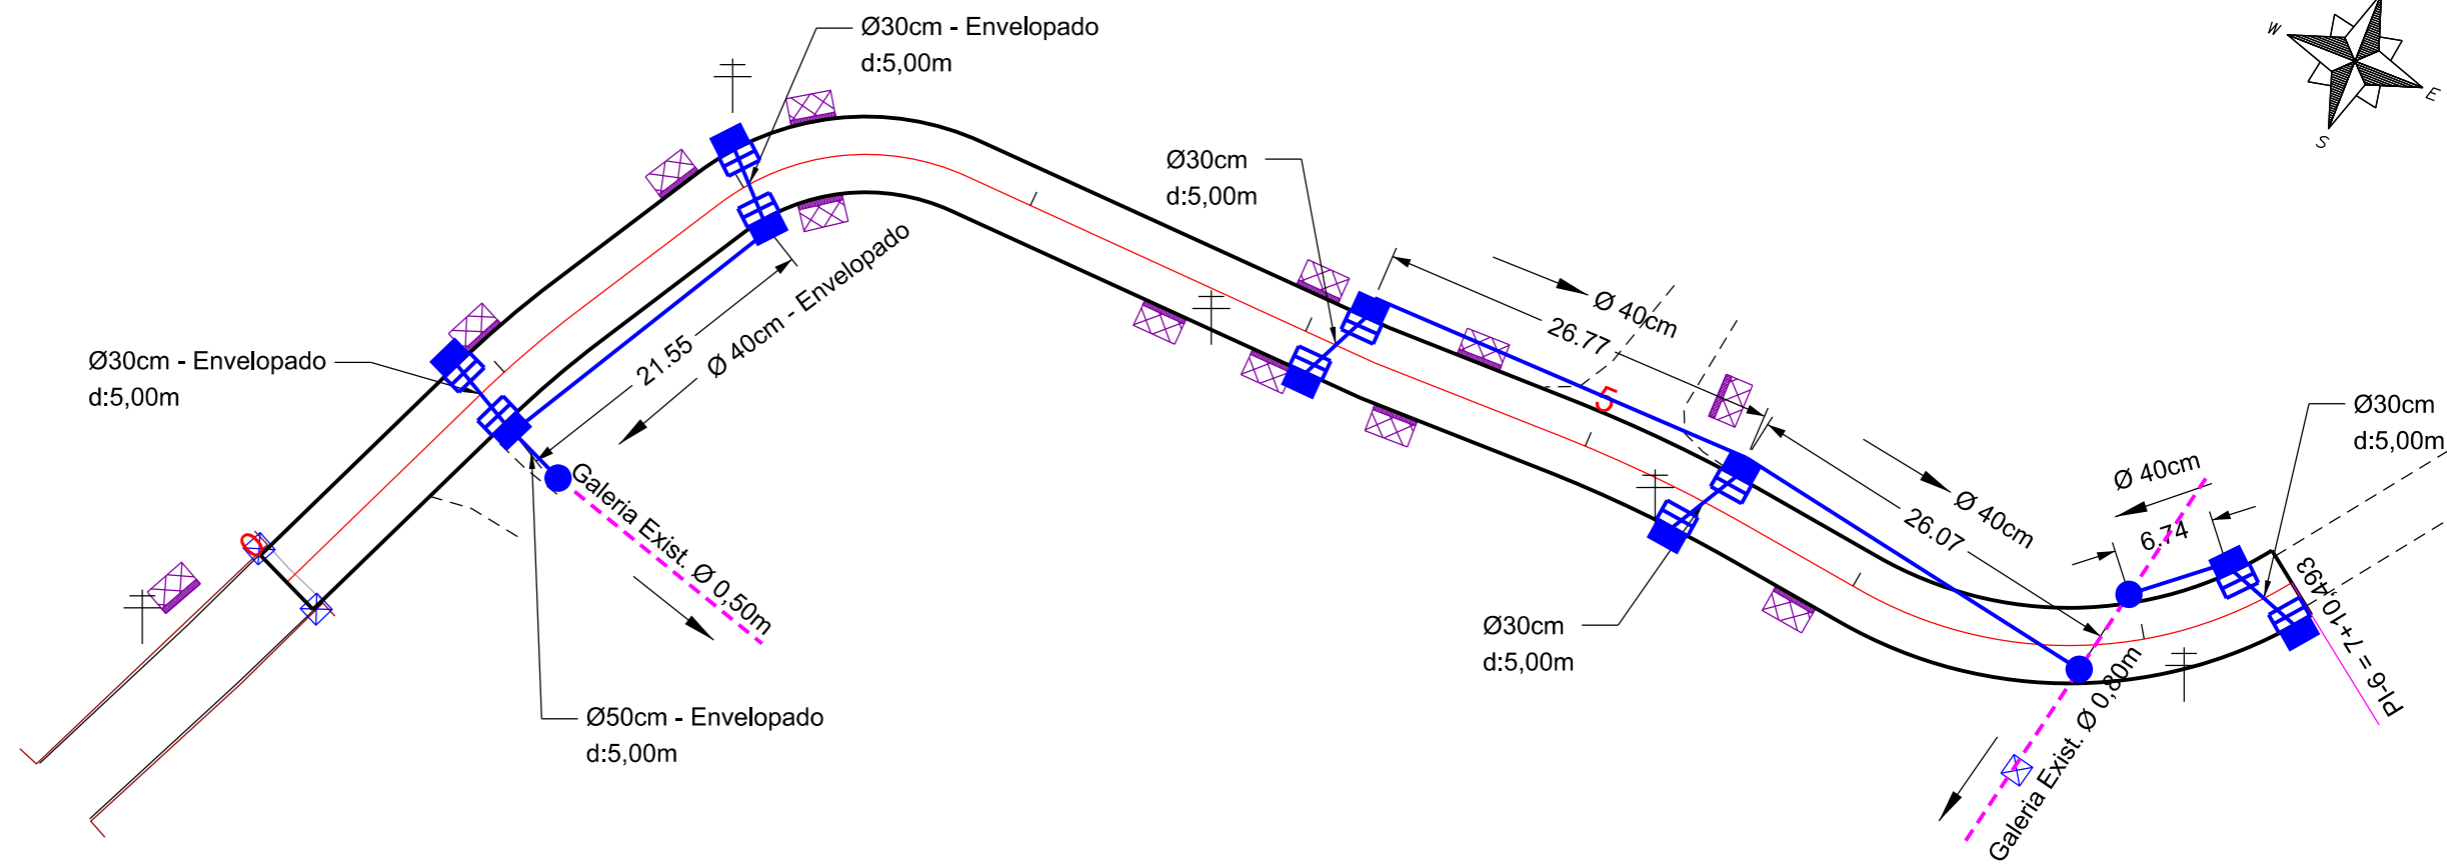 Ø30cm - Envelopado
d:5,00m
W
E
S
Ø30cm
d:5,00m
Ø 40cm - Envelopado
21.55
Ø 40cm
26.77
5
Ø30cm - Envelopado
d:5,00m
Ø30cm
d:5,00m
Ø 40cm
6.74
Ø 40cm
26.07
Galeria Exist. Ø 0,50m
0
PI-6 = 7+10,493
Ø30cm
d:5,00m
Galeria Exist. Ø 0,80m
Ø50cm - Envelopado
d:5,00m